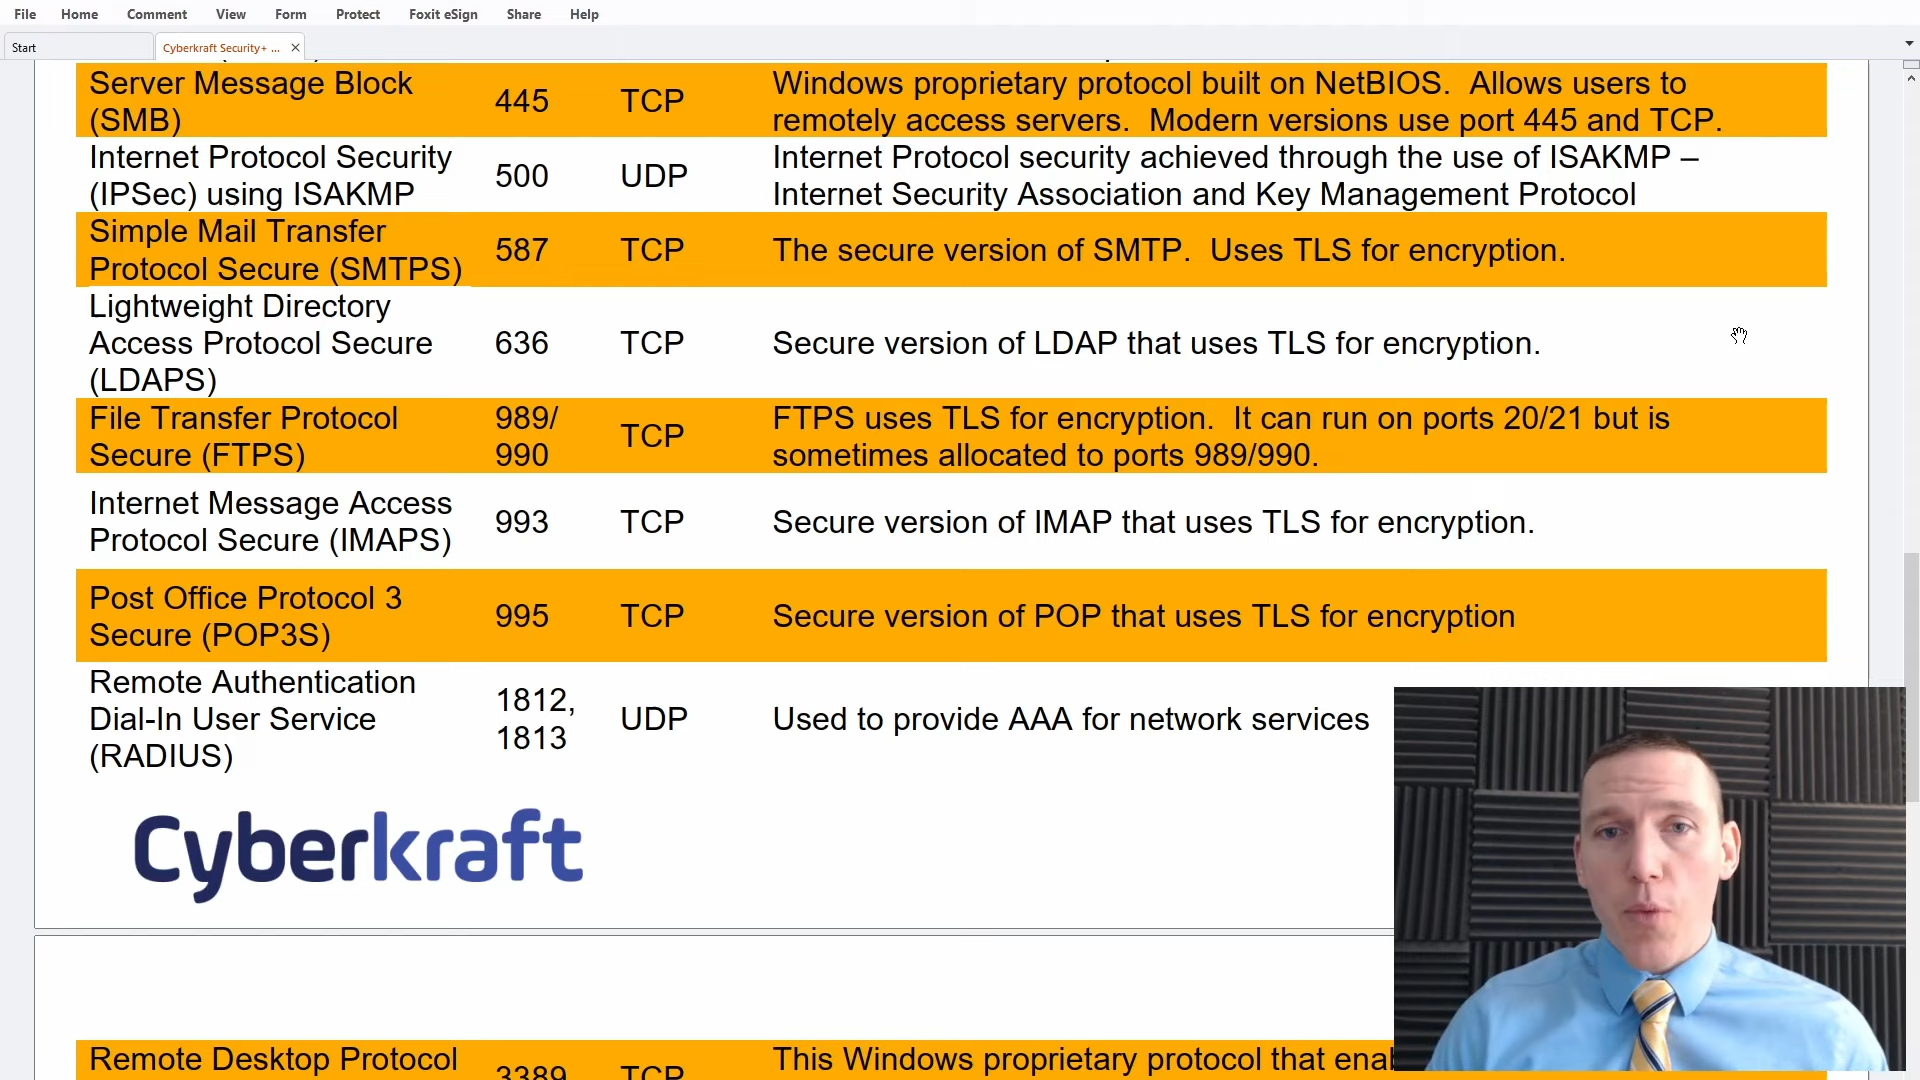 File Home Comment View Form Protect Foxit eSign Share Help
Start
Cyberkraft Security+ ...
Server Message Block
(SMB)
445
TCP
Windows proprietary protocol built on NetBIOS. Allows users to
remotely access servers. Modern versions use port 445 and TCP.
Internet Protocol Security
(IPSec) using ISAKMP
500
UDP
Internet Protocol security achieved through the use of ISAKMP –
Internet Security Association and Key Management Protocol
Simple Mail Transfer
Protocol Secure (SMTPS)
587
TCP
The secure version of SMTP. Uses TLS for encryption.
Lightweight Directory
Access Protocol Secure
(LDAPS)
636
TCP
Secure version of LDAP that uses TLS for encryption.
File Transfer Protocol
Secure (FTPS)
989/
990
TCP
FTPS uses TLS for encryption. It can run on ports 20/21 but is
sometimes allocated to ports 989/990.
Internet Message Access
Protocol Secure (IMAPS)
993
TCP
Secure version of IMAP that uses TLS for encryption.
Post Office Protocol 3
Secure (POP3S)
995
TCP
Secure version of POP that uses TLS for encryption
Remote Authentication
Dial-In User Service
(RADIUS)
1812,
1813
UDP
Used to provide AAA for network services
Cyberkraft
Remote Desktop Protocol
3389
TCP
This Windows proprietary protocol that